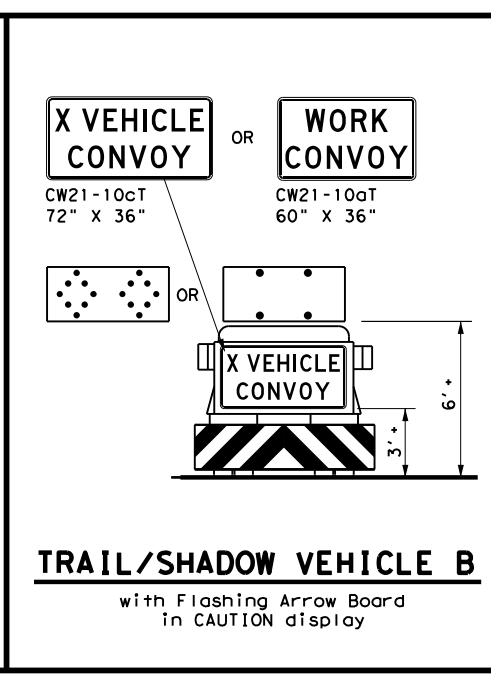 X VEHICLE
CONVOY
OR
WORK
CONVOY
CW21-10cT
72" X 36"
CW21-10aT
60" X 36"
OR
X VEHICLE
CONVOY
6' +
3' +
TRAIL/SHADOW VEHICLE B
with Flashing Arrow Board
in CAUTION display